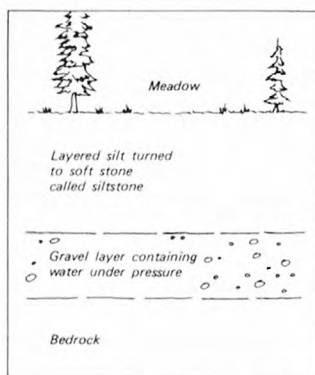 Meadow
Layered silt turned
to soft stone
called siltstone
Gravel layer containing
water under pressure
Bedrock